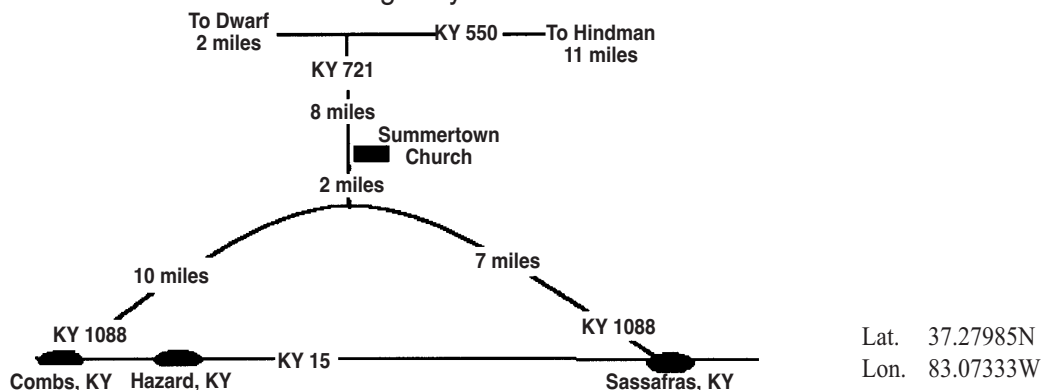 To Dwarf
2 miles
KY 550
To Hindman
11 miles
KY 721
8 miles
Summertown
Church
2 miles
10 miles
7 miles
KY 1088
KY 1088
KY 15
Combs, KY
Hazard, KY
Sassafras, KY
Lat. 37.27985N
Lon. 83.07333W